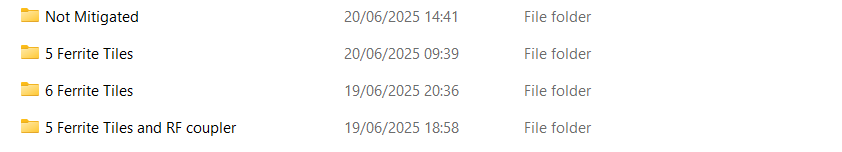 Not Mitigated 20/06/2025 14:41 File folder
5 Ferrite Tiles 20/06/2025 09:39 File folder
6 Ferrite Tiles 19/06/2025 20:36 File folder
5 Ferrite Tiles and RF coupler 19/06/2025 18:58 File folder